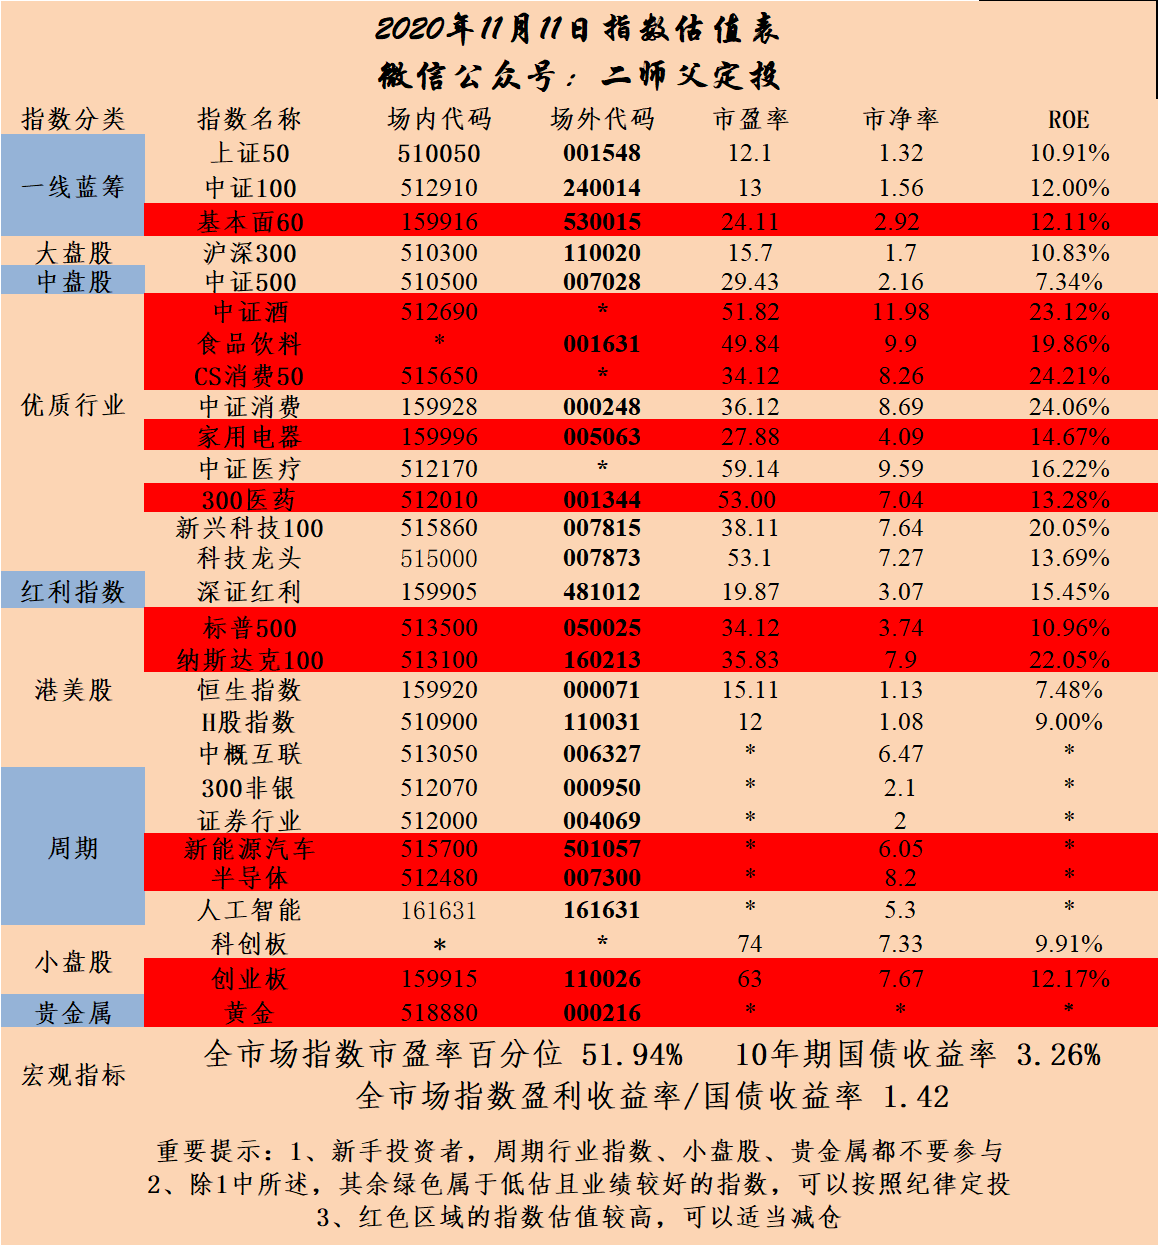 2020年11月11日指数估值表
微信公众号：二师父定投
指数分类 指数名称 场内代码 场外代码 市盈率 市净率 ROE
一线蓝筹
上证50 510050 001548 12.1 1.32 10.91%
中证100 512910 240014 13 1.56 12.00%
基本面60 159916 530015 24.11 2.92 12.11%
大盘股 沪深300 510300 110020 15.7 1.7 10.83%
中盘股 中证500 510500 007028 29.43 2.16 7.34%
优质行业
中证酒 512690 * 51.82 11.98 23.12%
食品饮料 * 001631 49.84 9.9 19.86%
CS消费50 515650 * 34.12 8.26 24.21%
中证消费 159928 000248 36.12 8.69 24.06%
家用电器 159996 005063 27.88 4.09 14.67%
中证医疗 512170 * 59.14 9.59 16.22%
300医药 512010 001344 53.00 7.04 13.28%
新兴科技100 515860 007815 38.11 7.64 20.05%
科技龙头 515000 007873 53.1 7.27 13.69%
红利指数 深证红利 159905 481012 19.87 3.07 15.45%
港美股
标普500 513500 050025 34.12 3.74 10.96%
纳斯达克100 513100 160213 35.83 7.9 22.05%
恒生指数 159920 000071 15.11 1.13 7.48%
H股指数 510900 110031 12 1.08 9.00%
中概互联 513050 006327 * 6.47 *
周期
300非银 512070 000950 * 2.1 *
证券行业 512000 004069 * 2 *
新能源汽车 515700 501057 * 6.05 *
半导体 512480 007300 * 8.2 *
人工智能 161631 161631 * 5.3 *
小盘股
科创板 * * 74 7.33 9.91%
创业板 159915 110026 63 7.67 12.17%
贵金属 黄金 518880 000216 * * *
宏观指标
全市场指数市盈率百分位 51.94% 10年期国债收益率 3.26%
全市场指数盈利收益率/国债收益率 1.42
重要提示：1、新手投资者，周期行业指数、小盘股、贵金属都不要参与
2、除1中所述，其余绿色属于低估且业绩较好的指数，可以按照纪律定投
3、红色区域的指数估值较高，可以适当减仓